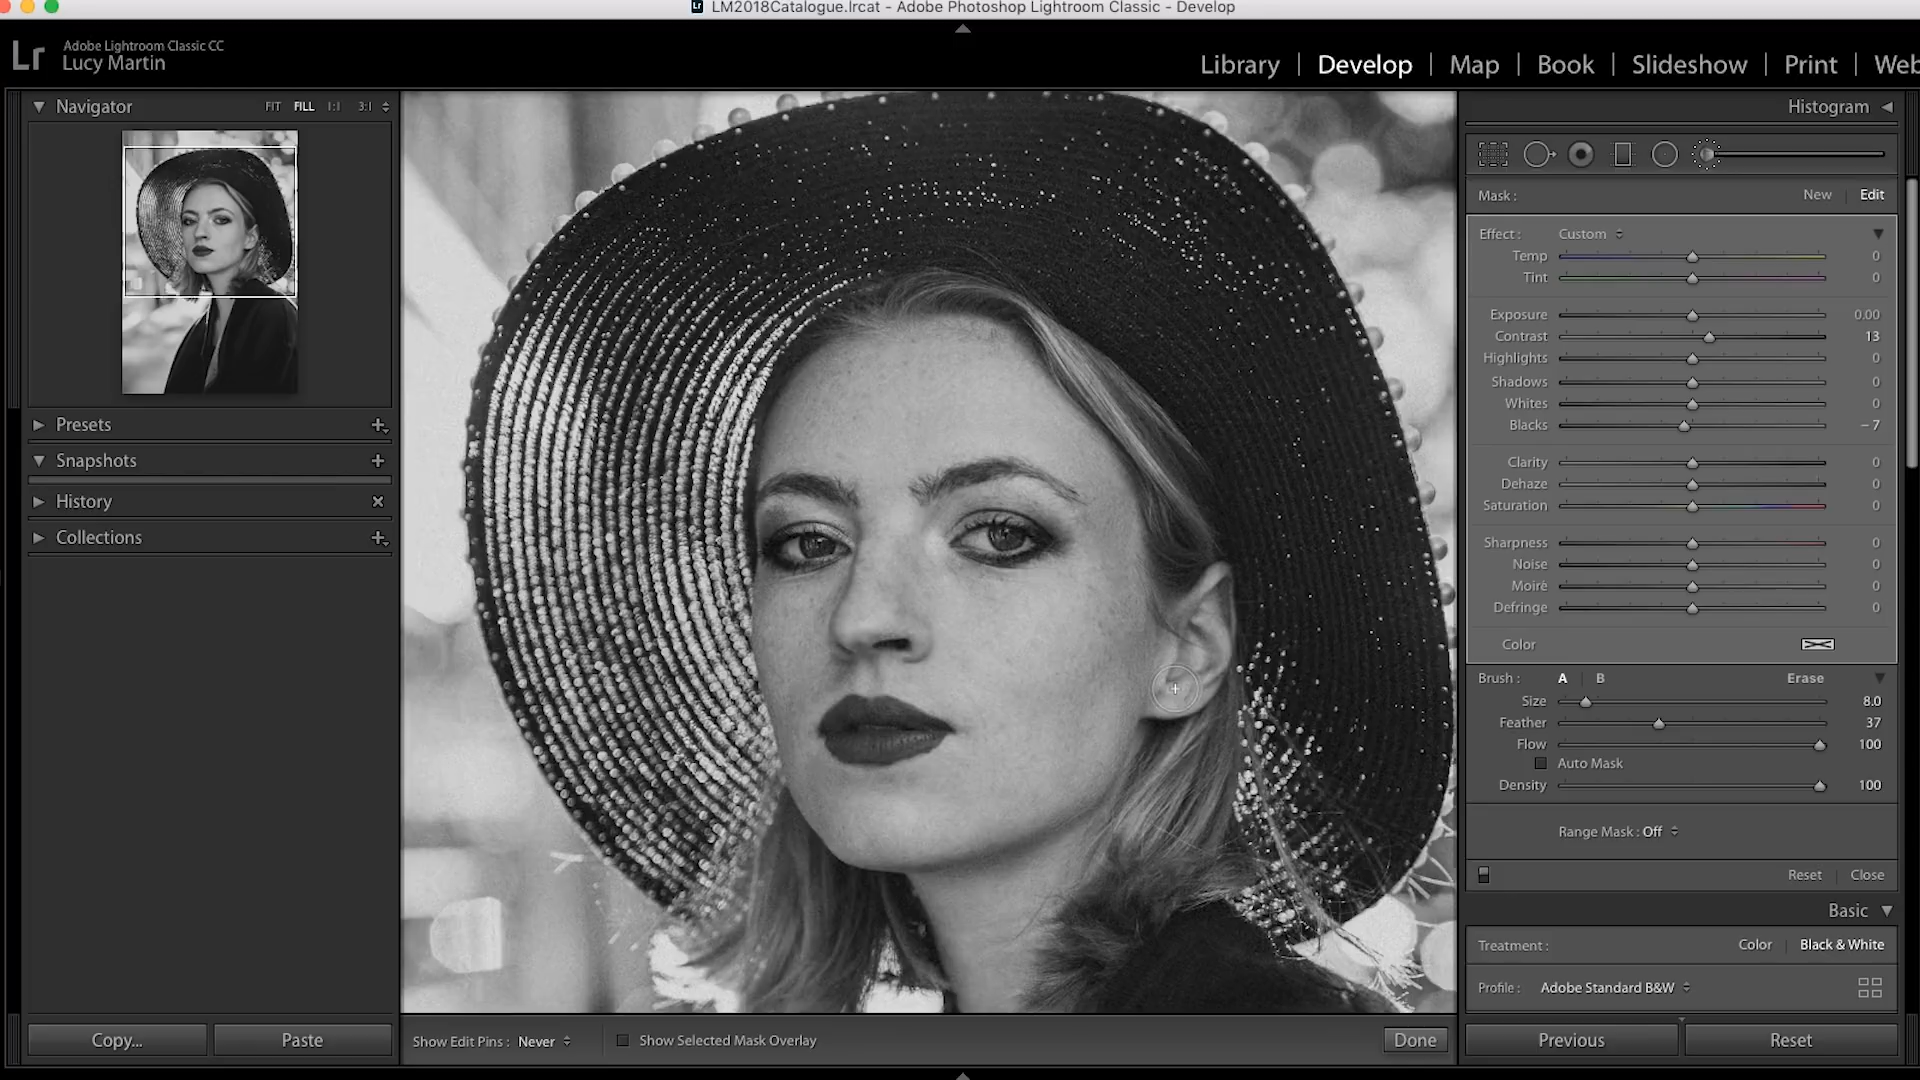 LM2018Catalogue.lrcat - Adobe Photoshop Lightroom Classic - Develop
Lr Adobe Lightroom Classic CC
Lucy Martin
Library | Develop | Map | Book | Slideshow | Print | Web
Navigator FIT FILL 1:1 3:1
Presets
Snapshots
History
Collections
Copy... Paste
Show Edit Pins : Never Show Selected Mask Overlay Done
Histogram
Mask : New | Edit
Effect : Custom
Temp 0
Tint 0
Exposure 0.00
Contrast 13
Highlights 0
Shadows 0
Whites 0
Blacks – 7
Clarity 0
Dehaze 0
Saturation 0
Sharpness 0
Noise 0
Moiré 0
Defringe 0
Color
Brush : A | B Erase
Size 8.0
Feather 37
Flow 100
Auto Mask
Density 100
Range Mask : Off
Reset | Close
Basic
Treatment : Color | Black & White
Profile : Adobe Standard B&W
Previous Reset